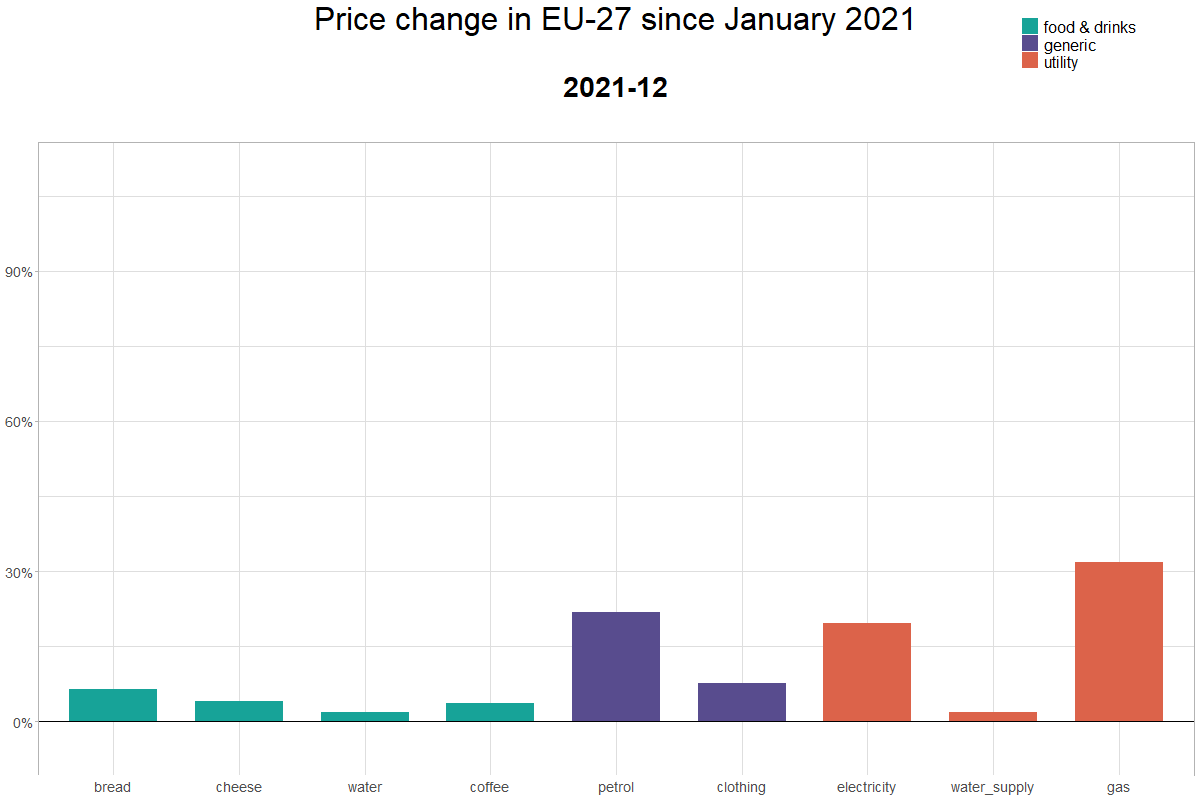 Price change in EU-27 since January 2021
food & drinks
generic
utility
2021-12
90%
60%
30%
0%
bread cheese water coffee petrol clothing electricity water_supply gas